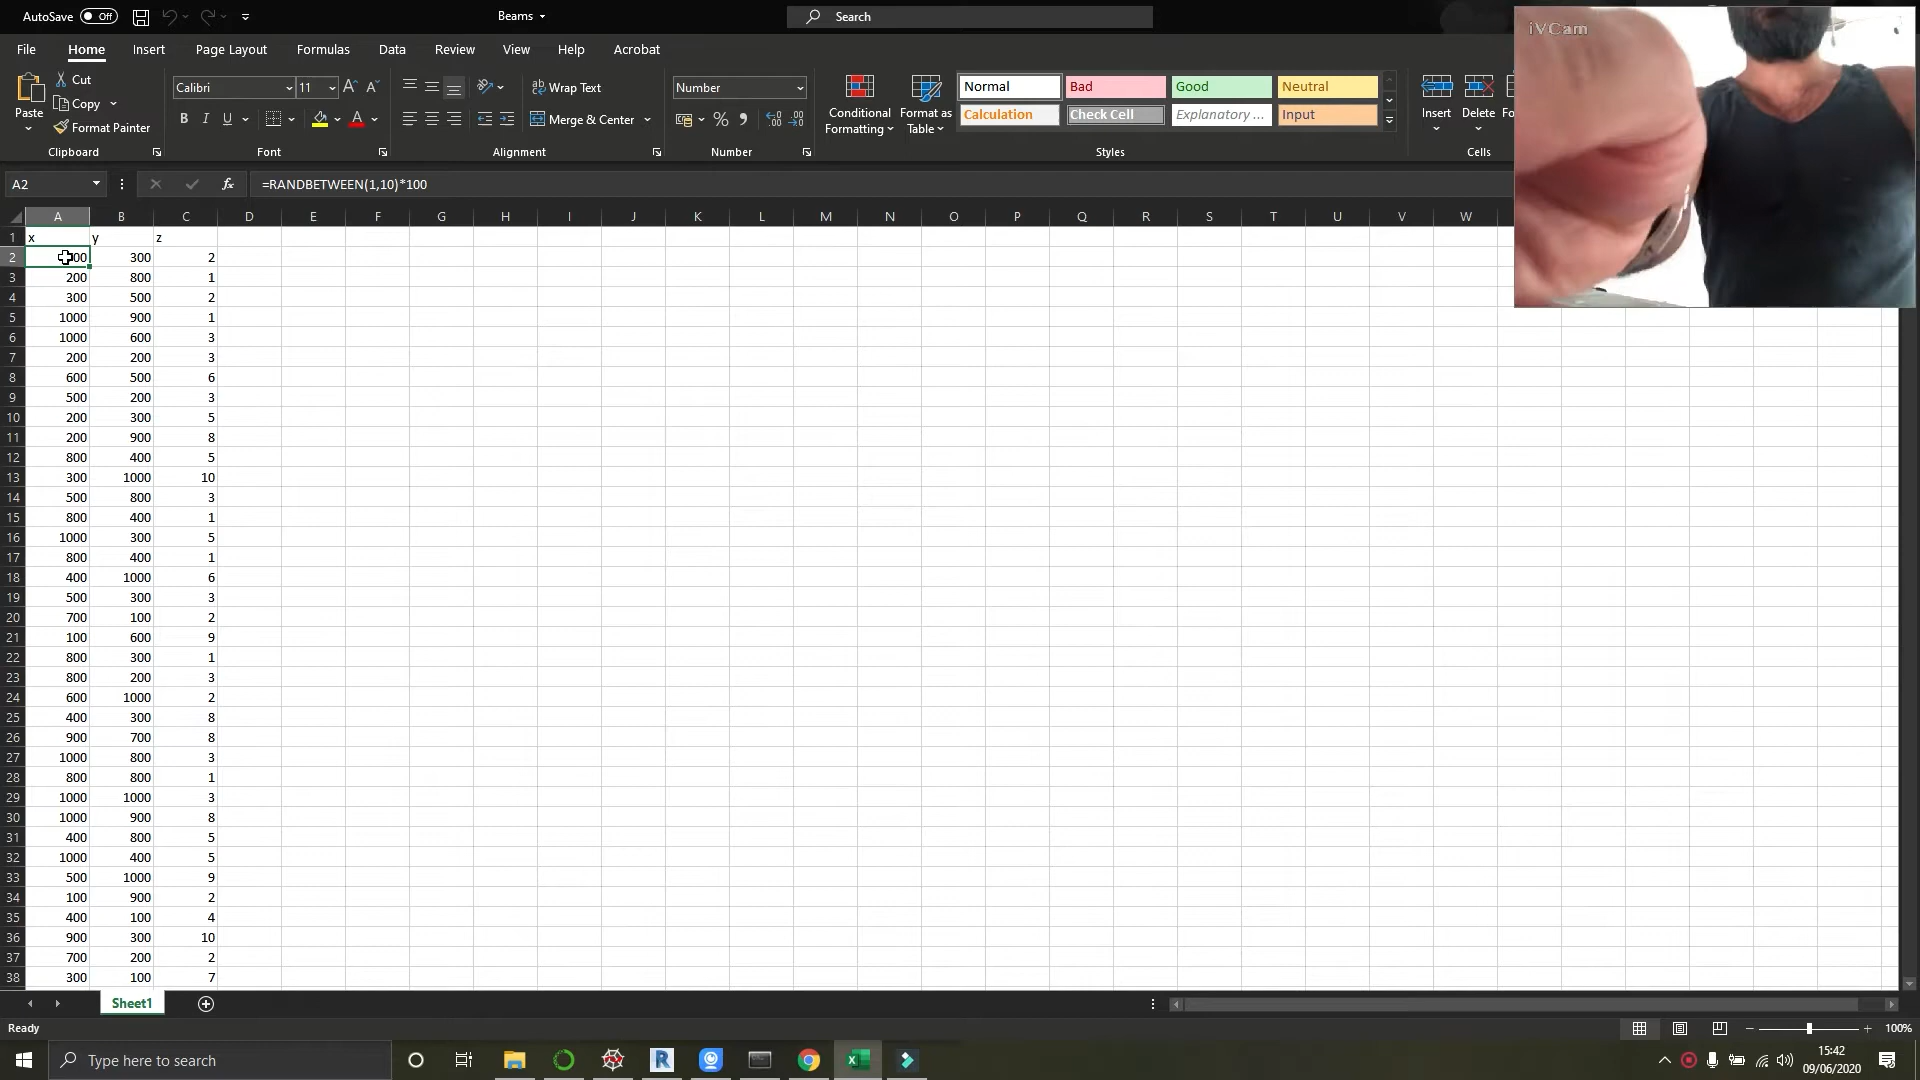 AutoSave Off Beams Search
File Home Insert Page Layout Formulas Data Review View Help Acrobat
Paste Cut Copy Format Painter Clipboard
Calibri 11 A A B I U A Font
ab Wrap Text Merge & Center Alignment
Number % , Number
Conditional Formatting Format as Table
Normal Bad Good Neutral
Calculation Check Cell Explanatory ... Input
Styles
Insert Delete Fo
Cells
iVCam
A2 fx =RANDBETWEEN(1,10)*100
A B C D E F G H I J K L M N O P Q R S T U V W
1 x y z
2 00 300 2
3 200 800 1
4 300 500 2
5 1000 900 1
6 1000 600 3
7 200 200 3
8 600 500 6
9 500 200 3
10 200 300 5
11 200 900 8
12 800 400 5
13 300 1000 10
14 500 800 3
15 800 400 1
16 1000 300 5
17 800 400 1
18 400 1000 6
19 500 300 3
20 700 100 2
21 100 600 9
22 800 300 1
23 800 200 3
24 600 1000 2
25 400 300 8
26 900 700 8
27 1000 800 3
28 800 800 1
29 1000 1000 3
30 1000 900 8
31 400 800 5
32 1000 400 5
33 500 1000 9
34 100 900 2
35 400 100 4
36 900 300 10
37 700 200 2
38 300 100 7
Sheet1
Ready 100%
Type here to search
15:42
09/06/2020